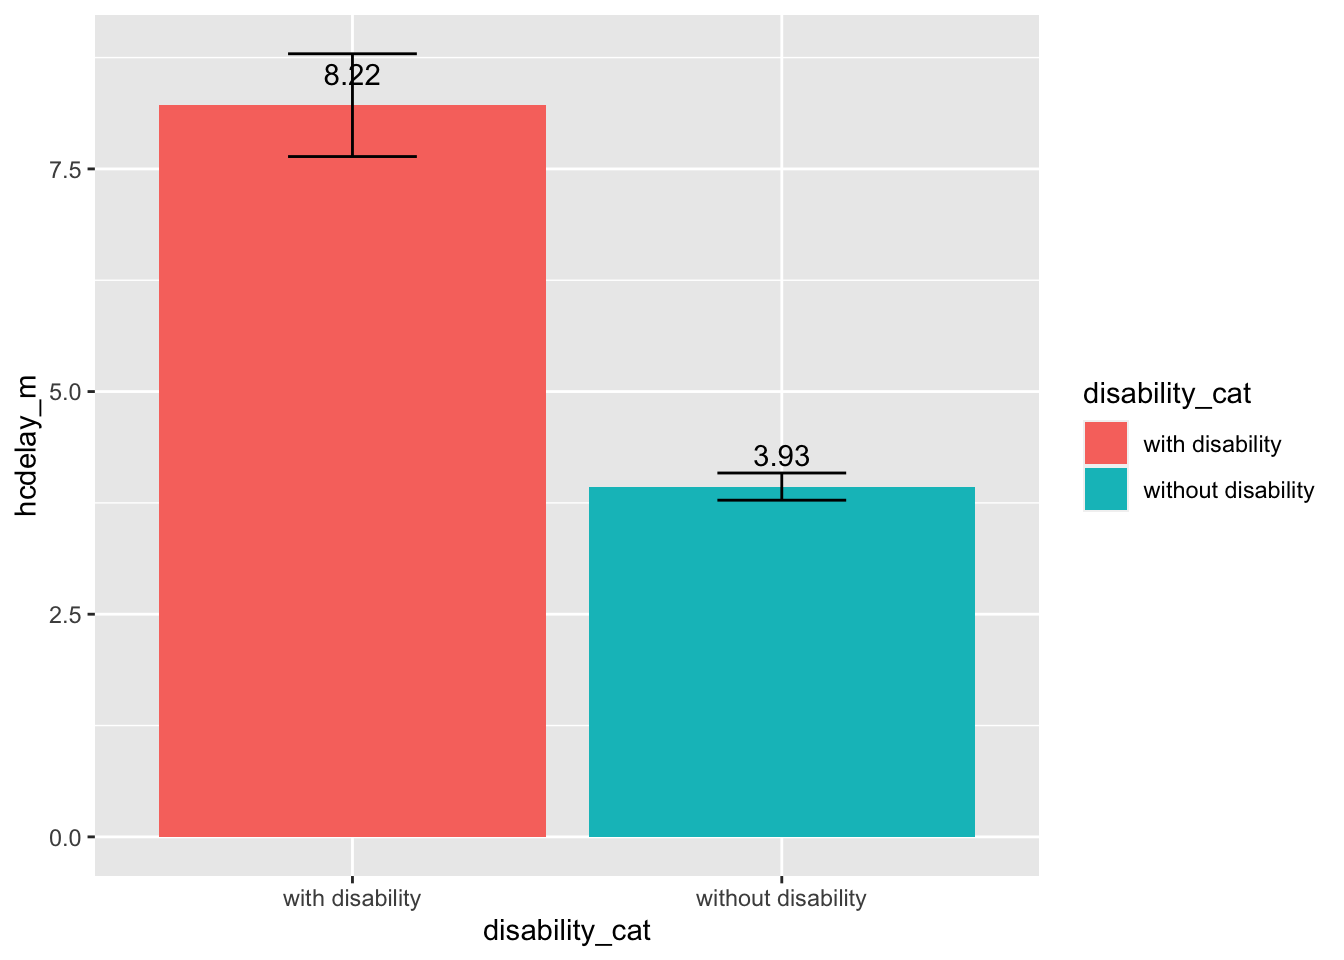 8.22
7.5
3.93
5.0
2.5
0.0
hcdelay_m
with disability
without disability
disability_cat
disability_cat
with disability
without disability